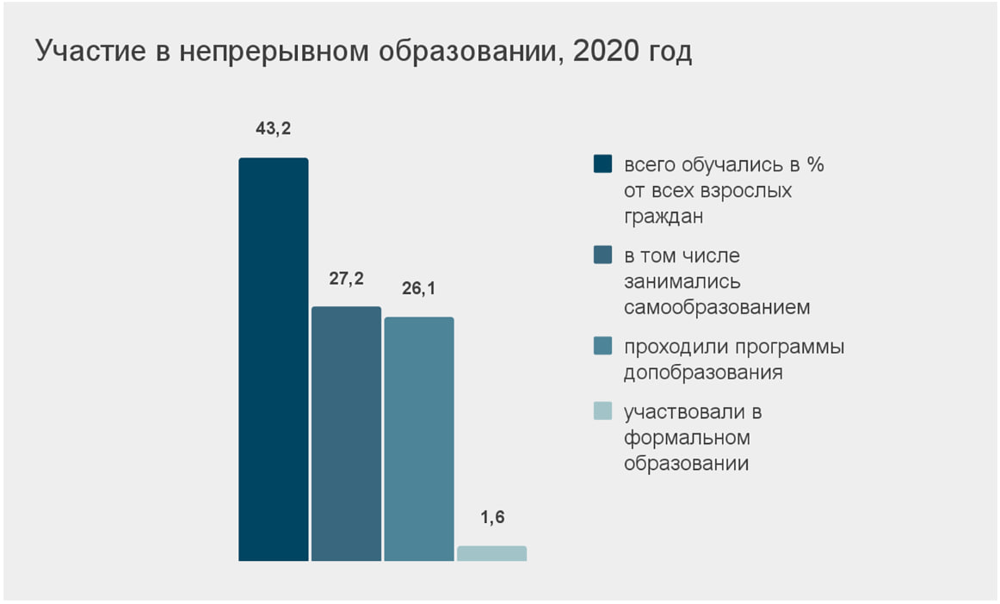 Участие в непрерывном образовании, 2020 год
43,2
27,2
26,1
1,6
всего обучались в %
от всех взрослых
граждан
в том числе
занимались
самообразованием
проходили программы
допобразования
участвовали в
формальном
образовании